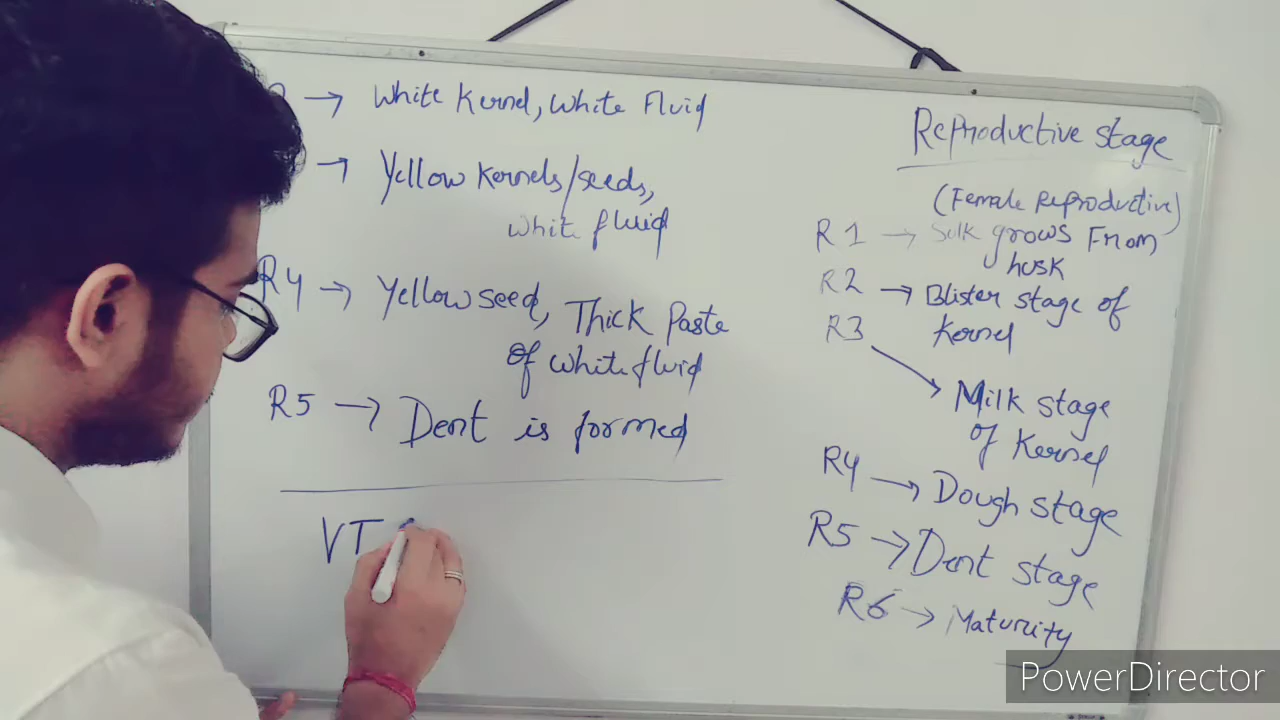 → White Kernel, White Fluid
→ Yellow Kernels/seeds,
white fluid
R4 → Yellow seed, Thick Paste
of white fluid
R5 → Dent is formed
VT
Reproductive stage
(Female Reproductive)
R1 → Silk grows From
husk
R2 → Blister stage of
Kernel
R3
Milk stage
of Kernel
R4 → Dough stage
R5 → Dent stage
R6 → Maturity
PowerDirector